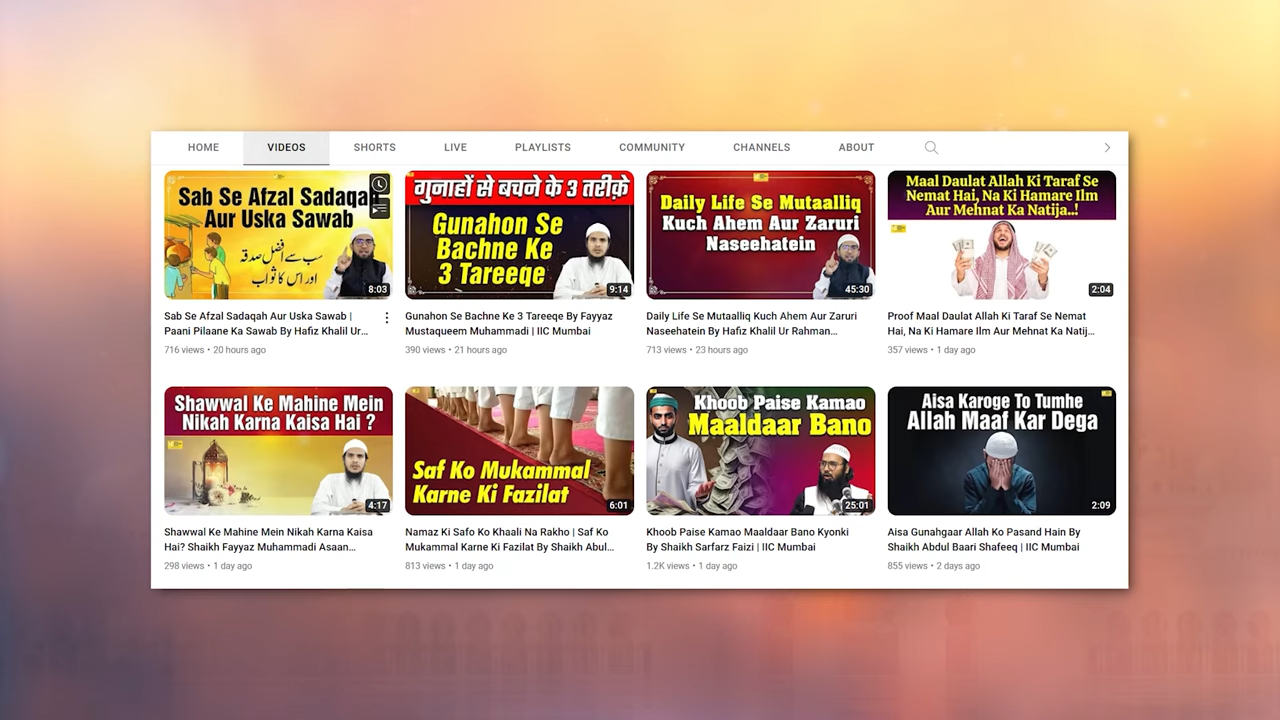 HOME VIDEOS SHORTS LIVE PLAYLISTS COMMUNITY CHANNELS ABOUT
Sab Se Afzal Sadaqah
Aur Uska Sawab
سب سے افضل صدقہ
اور اس کا ثواب
8:03
गुनाहों से बचने के 3 तरीक़े
Gunahon Se
Bachne Ke
3 Tareeqe
9:14
Daily Life Se Mutaalliq
Kuch Ahem Aur Zaruri
Naseehatein
45:30
Maal Daulat Allah Ki Taraf Se
Nemat Hai, Na Ki Hamare Ilm
Aur Mehnat Ka Natija..!
2:04
Sab Se Afzal Sadaqah Aur Uska Sawab |
Paani Pilaane Ka Sawab By Hafiz Khalil Ur...
716 views • 20 hours ago
Gunahon Se Bachne Ke 3 Tareeqe By Fayyaz
Mustaqueem Muhammadi | IIC Mumbai
390 views • 21 hours ago
Daily Life Se Mutaalliq Kuch Ahem Aur Zaruri
Naseehatein By Hafiz Khalil Ur Rahman...
713 views • 23 hours ago
Proof Maal Daulat Allah Ki Taraf Se Nemat
Hai, Na Ki Hamare Ilm Aur Mehnat Ka Natij...
357 views • 1 day ago
Shawwal Ke Mahine Mein
Nikah Karna Kaisa Hai ?
4:17
Saf Ko Mukammal
Karne Ki Fazilat
6:01
Khoob Paise Kamao
Maaldaar Bano
25:01
Aisa Karoge To Tumhe
Allah Maaf Kar Dega
2:09
Shawwal Ke Mahine Mein Nikah Karna Kaisa
Hai? Shaikh Fayyaz Muhammadi Asaan...
298 views • 1 day ago
Namaz Ki Safo Ko Khaali Na Rakho | Saf Ko
Mukammal Karne Ki Fazilat By Shaikh Abul...
813 views • 1 day ago
Khoob Paise Kamao Maaldaar Bano Kyonki
By Shaikh Sarfarz Faizi | IIC Mumbai
1.2K views • 1 day ago
Aisa Gunahgaar Allah Ko Pasand Hain By
Shaikh Abdul Baari Shafeeq | IIC Mumbai
855 views • 2 days ago